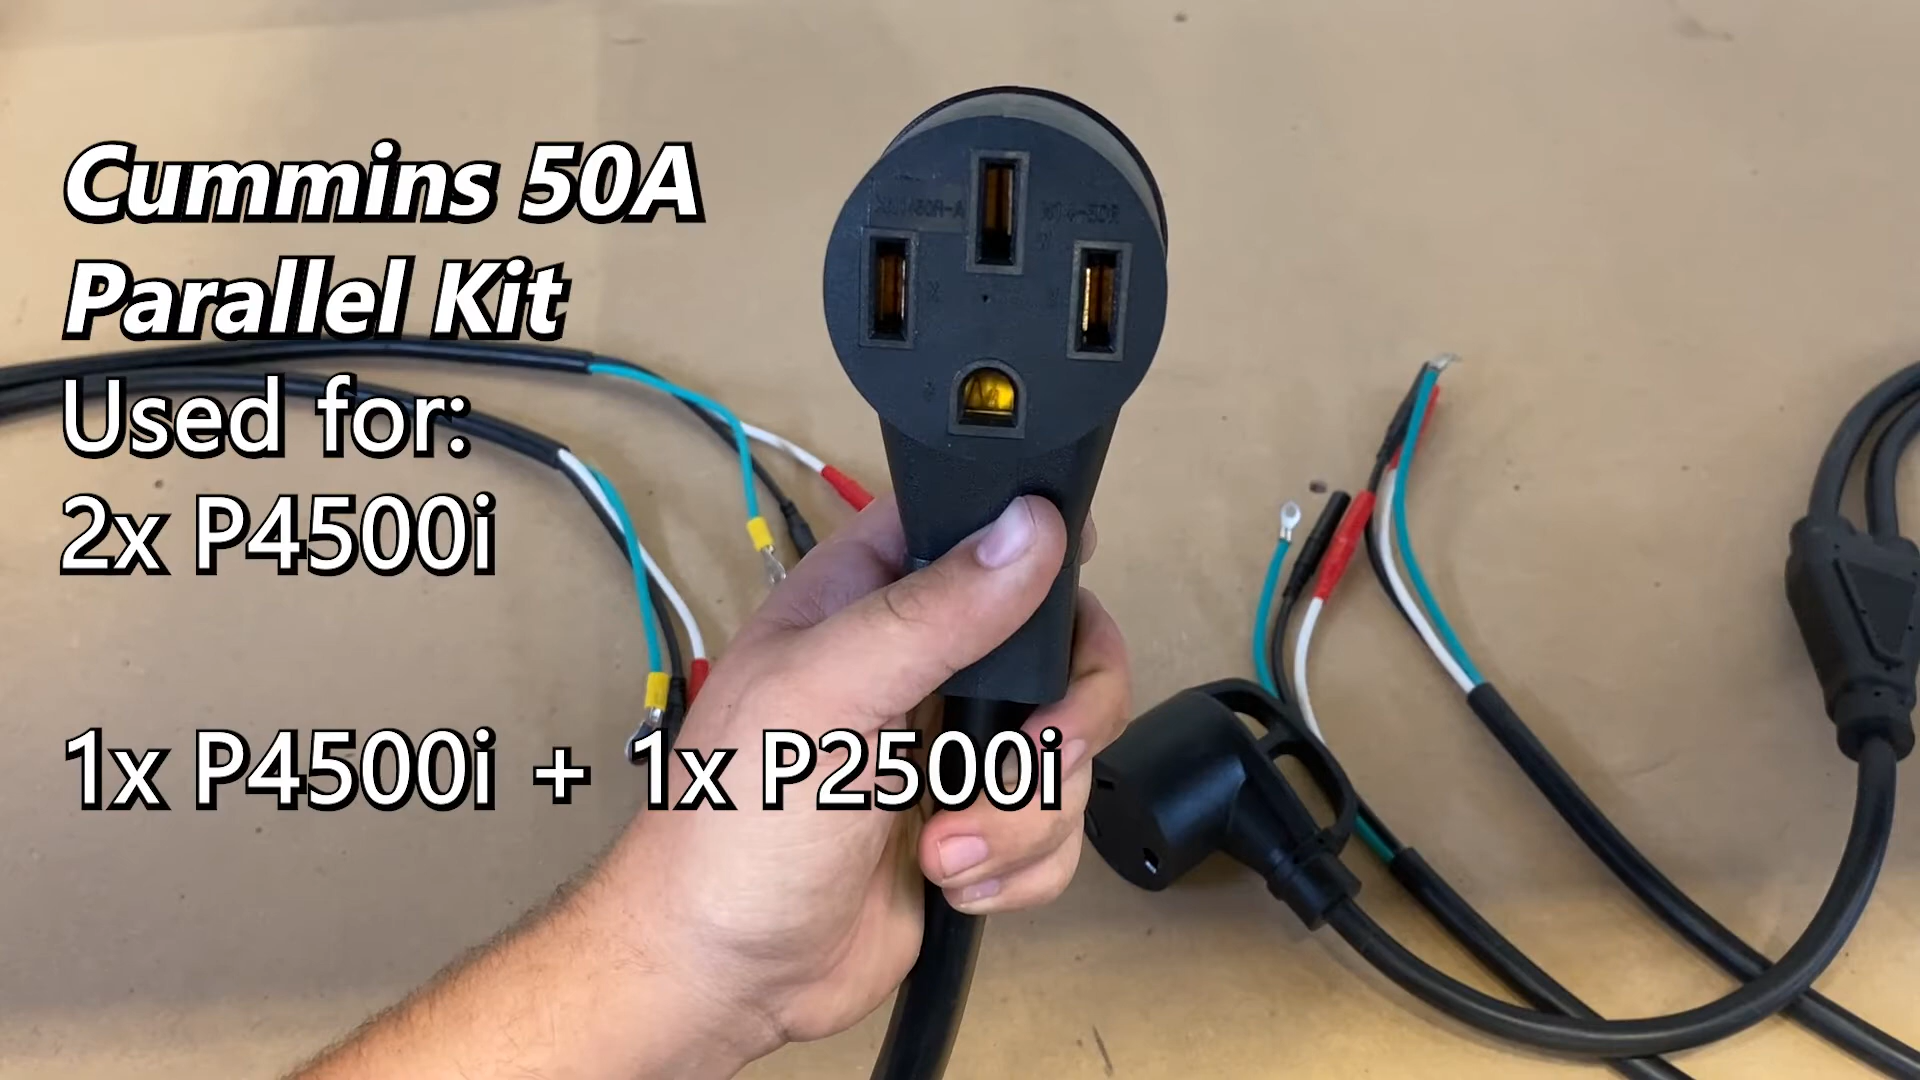 Cummins 50A
Parallel Kit
Used for:
2x P4500i
1x P4500i + 1x P2500i